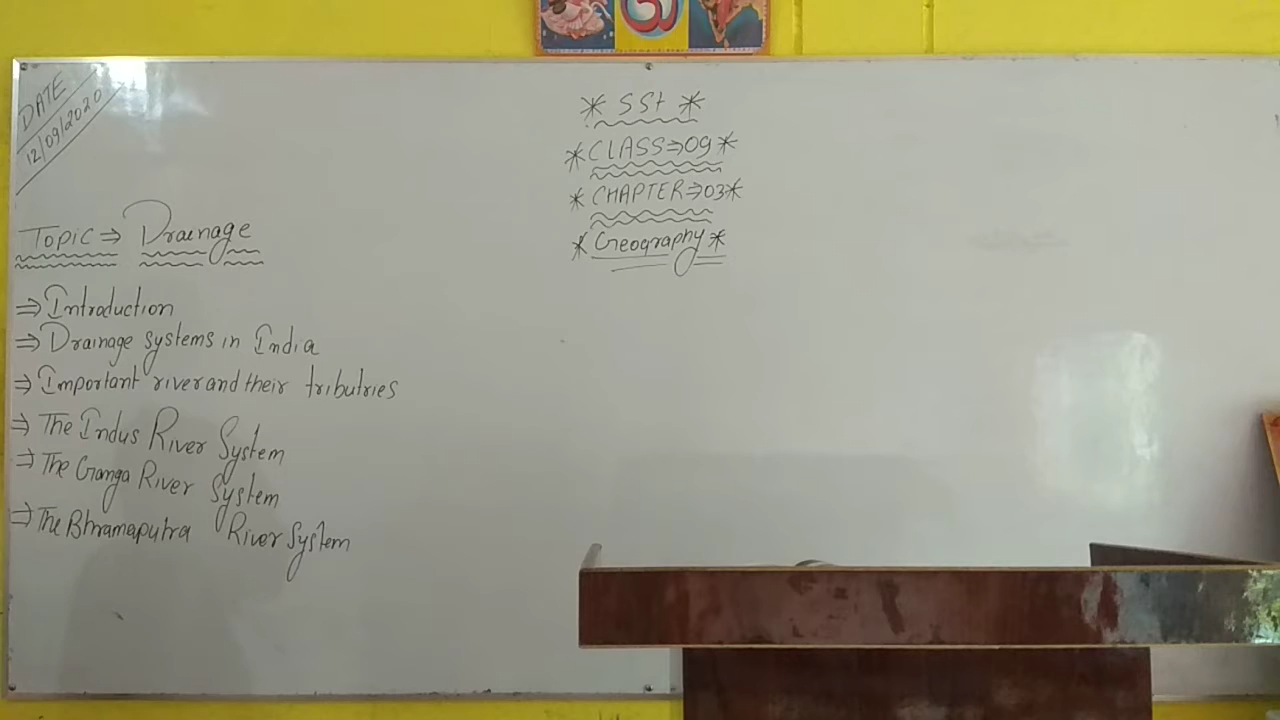 DATE
12/09/2020
* SSt *
* CLASS⇒09 *
* CHAPTER⇒03 *
* Geography *
Topic ⇒ Drainage
⇒ Introduction
⇒ Drainage systems in India
⇒ Important river and their tributries
⇒ The Indus River System
⇒ The Ganga River System
⇒ The Bhramaputra River System